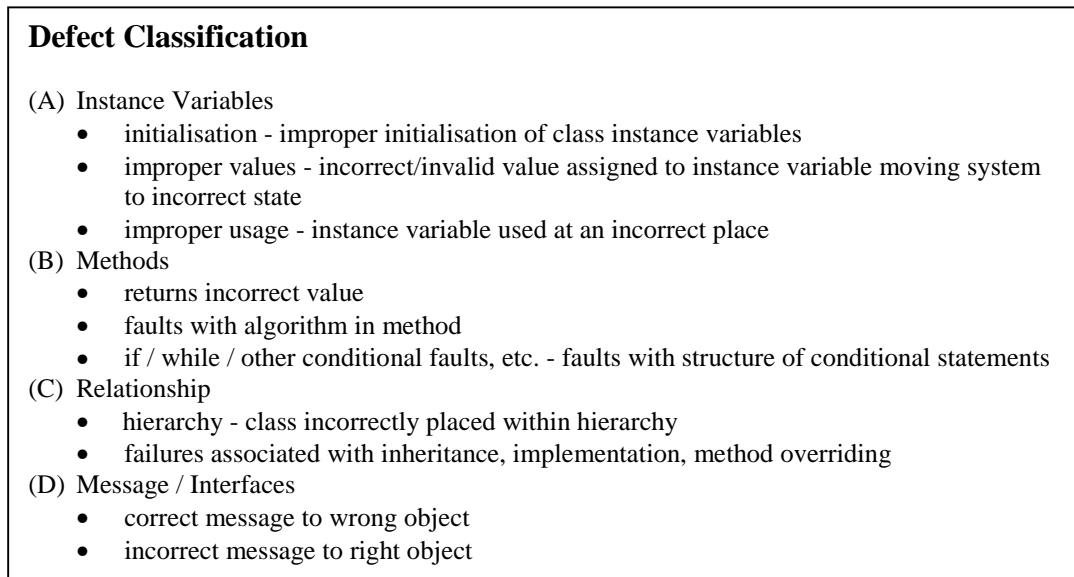 Defect Classification
(A) Instance Variables
• initialisation - improper initialisation of class instance variables
• improper values - incorrect/invalid value assigned to instance variable moving system
to incorrect state
• improper usage - instance variable used at an incorrect place
(B) Methods
• returns incorrect value
• faults with algorithm in method
• if / while / other conditional faults, etc. - faults with structure of conditional statements
(C) Relationship
• hierarchy - class incorrectly placed within hierarchy
• failures associated with inheritance, implementation, method overriding
(D) Message / Interfaces
• correct message to wrong object
• incorrect message to right object